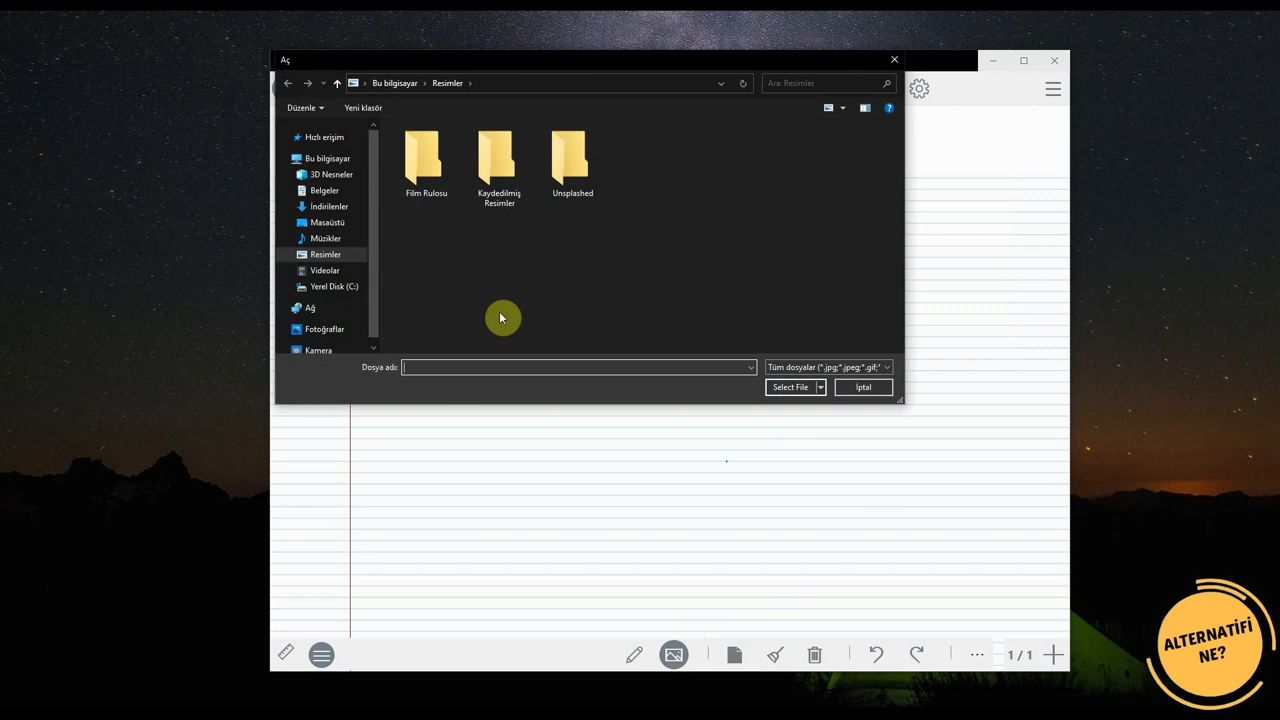 Aç
Bu bilgisayar
Resimler
Ara: Resimler
Düzenle
Yeni klasör
Hızlı erişim
Bu bilgisayar
3D Nesneler
Belgeler
İndirilenler
Masaüstü
Müzikler
Resimler
Videolar
Yerel Disk (C:)
Ağ
Fotoğraflar
Kamera
Film Rulosu
Kaydedilmiş
Resimler
Unsplashed
Dosya adı:
Tüm dosyalar (*.jpg;*.jpeg;*.gif;*
Select File
İptal
1 / 1
ALTERNATİFİ
NE?